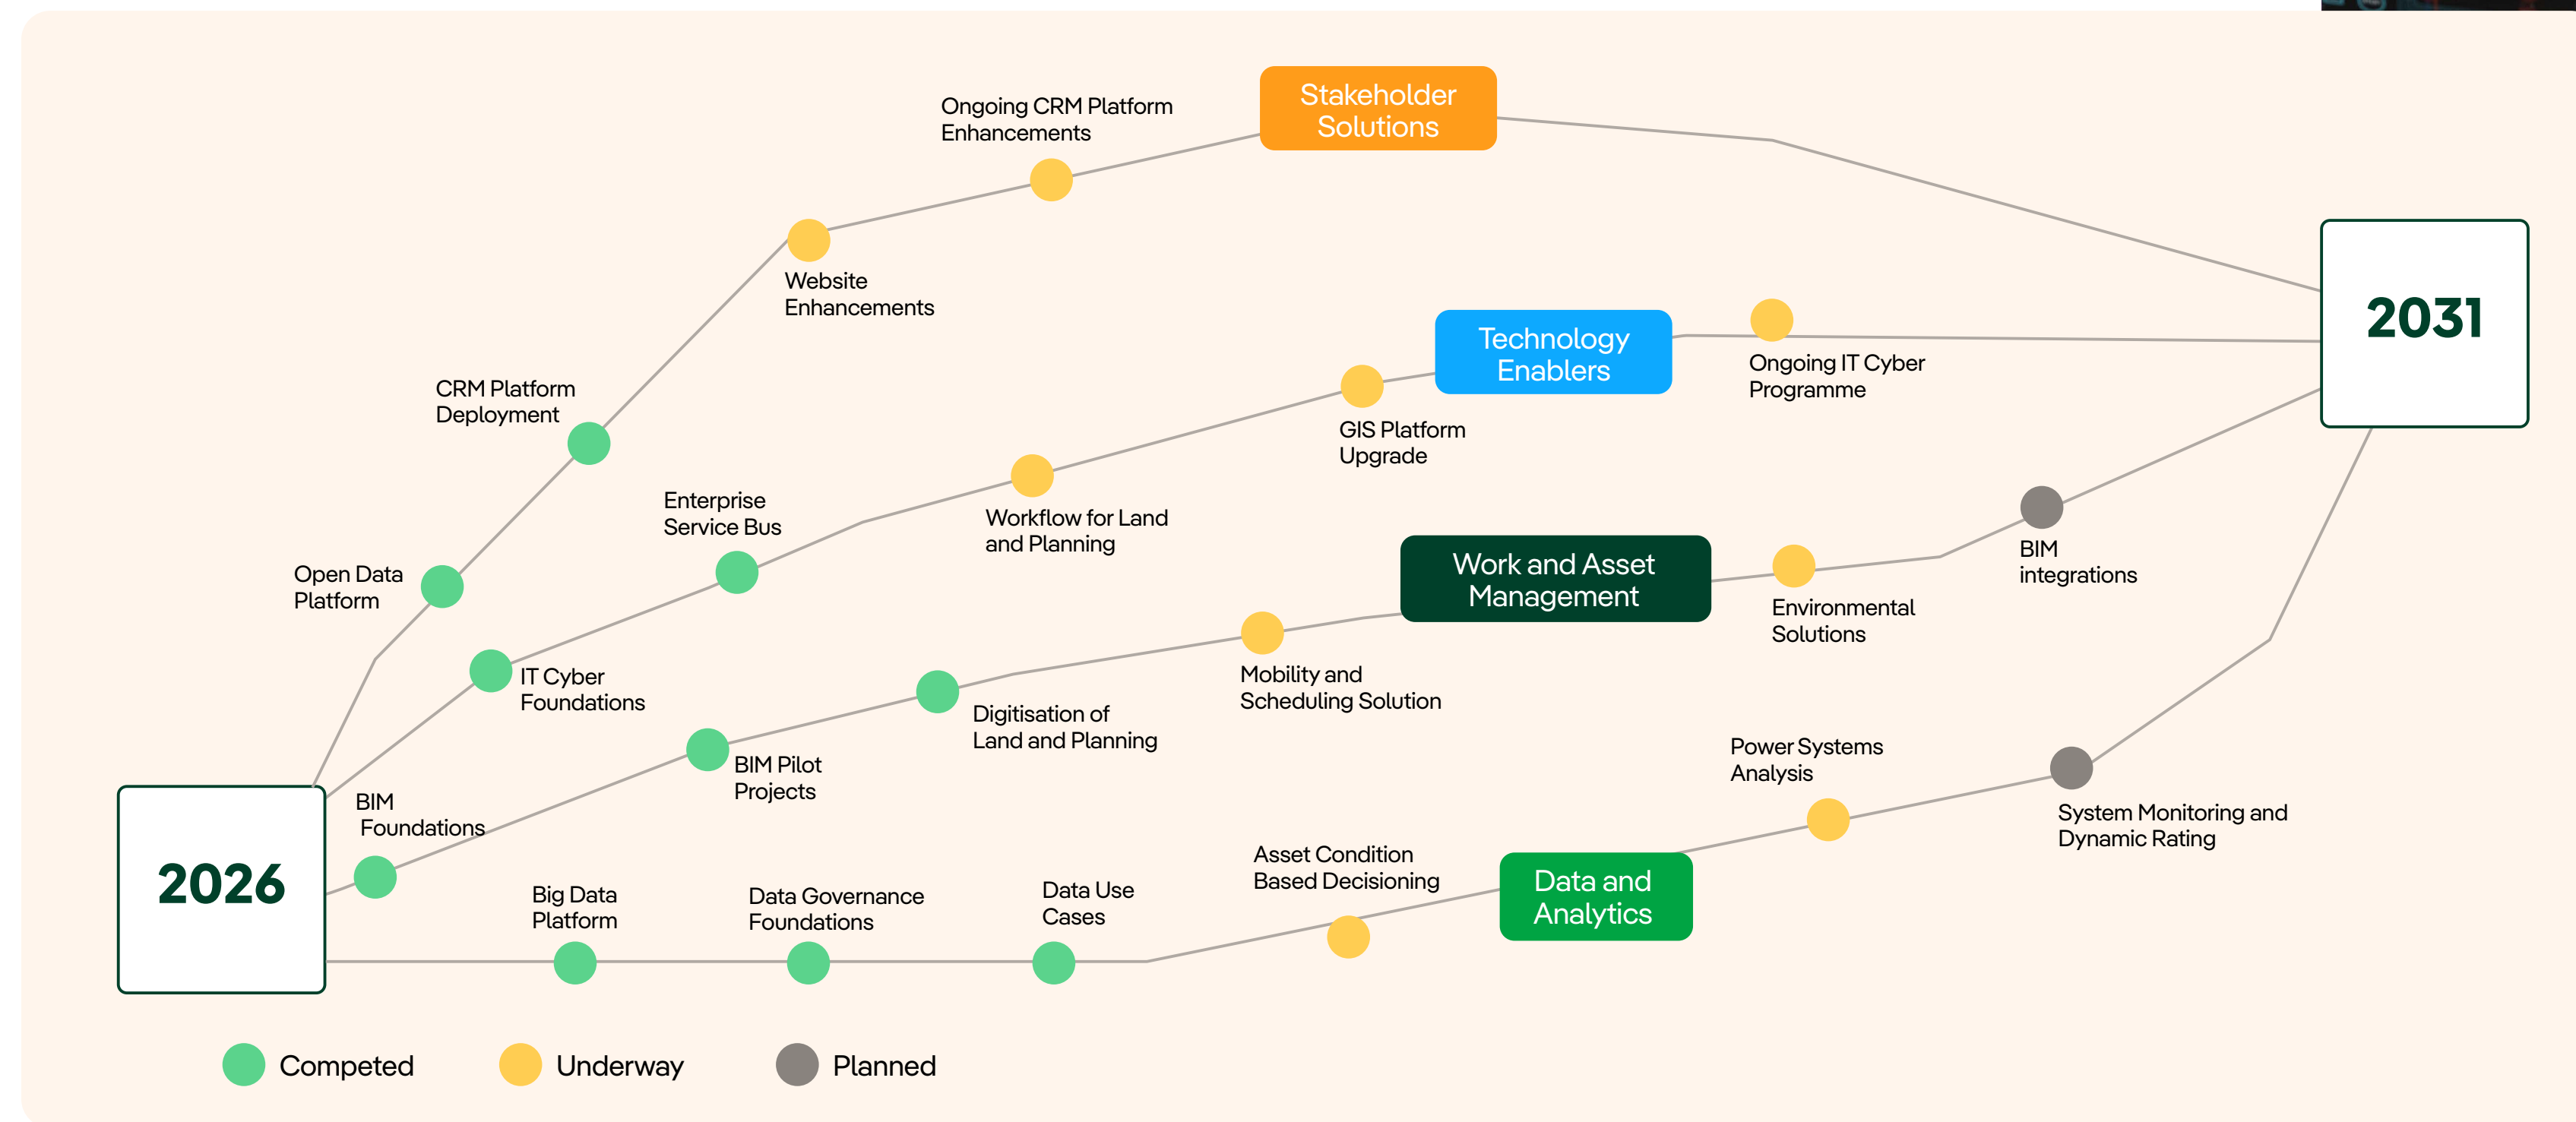 Ongoing CRM Platform
Enhancements
Stakeholder
Solutions
Website
Enhancements
2031
Technology
Enablers
Ongoing IT Cyber
Programme
CRM Platform
Deployment
GIS Platform
Upgrade
Enterprise
Service Bus
Workflow for Land
and Planning
Work and Asset
Management
BIM
integrations
Open Data
Platform
Environmental
Solutions
IT Cyber
Foundations
Mobility and
Scheduling Solution
Digitisation of
Land and Planning
BIM Pilot
Projects
Power Systems
Analysis
BIM
Foundations
System Monitoring and
Dynamic Rating
2026
Asset Condition
Based Decisioning
Data and
Analytics
Big Data
Platform
Data Governance
Foundations
Data Use
Cases
Competed
Underway
Planned